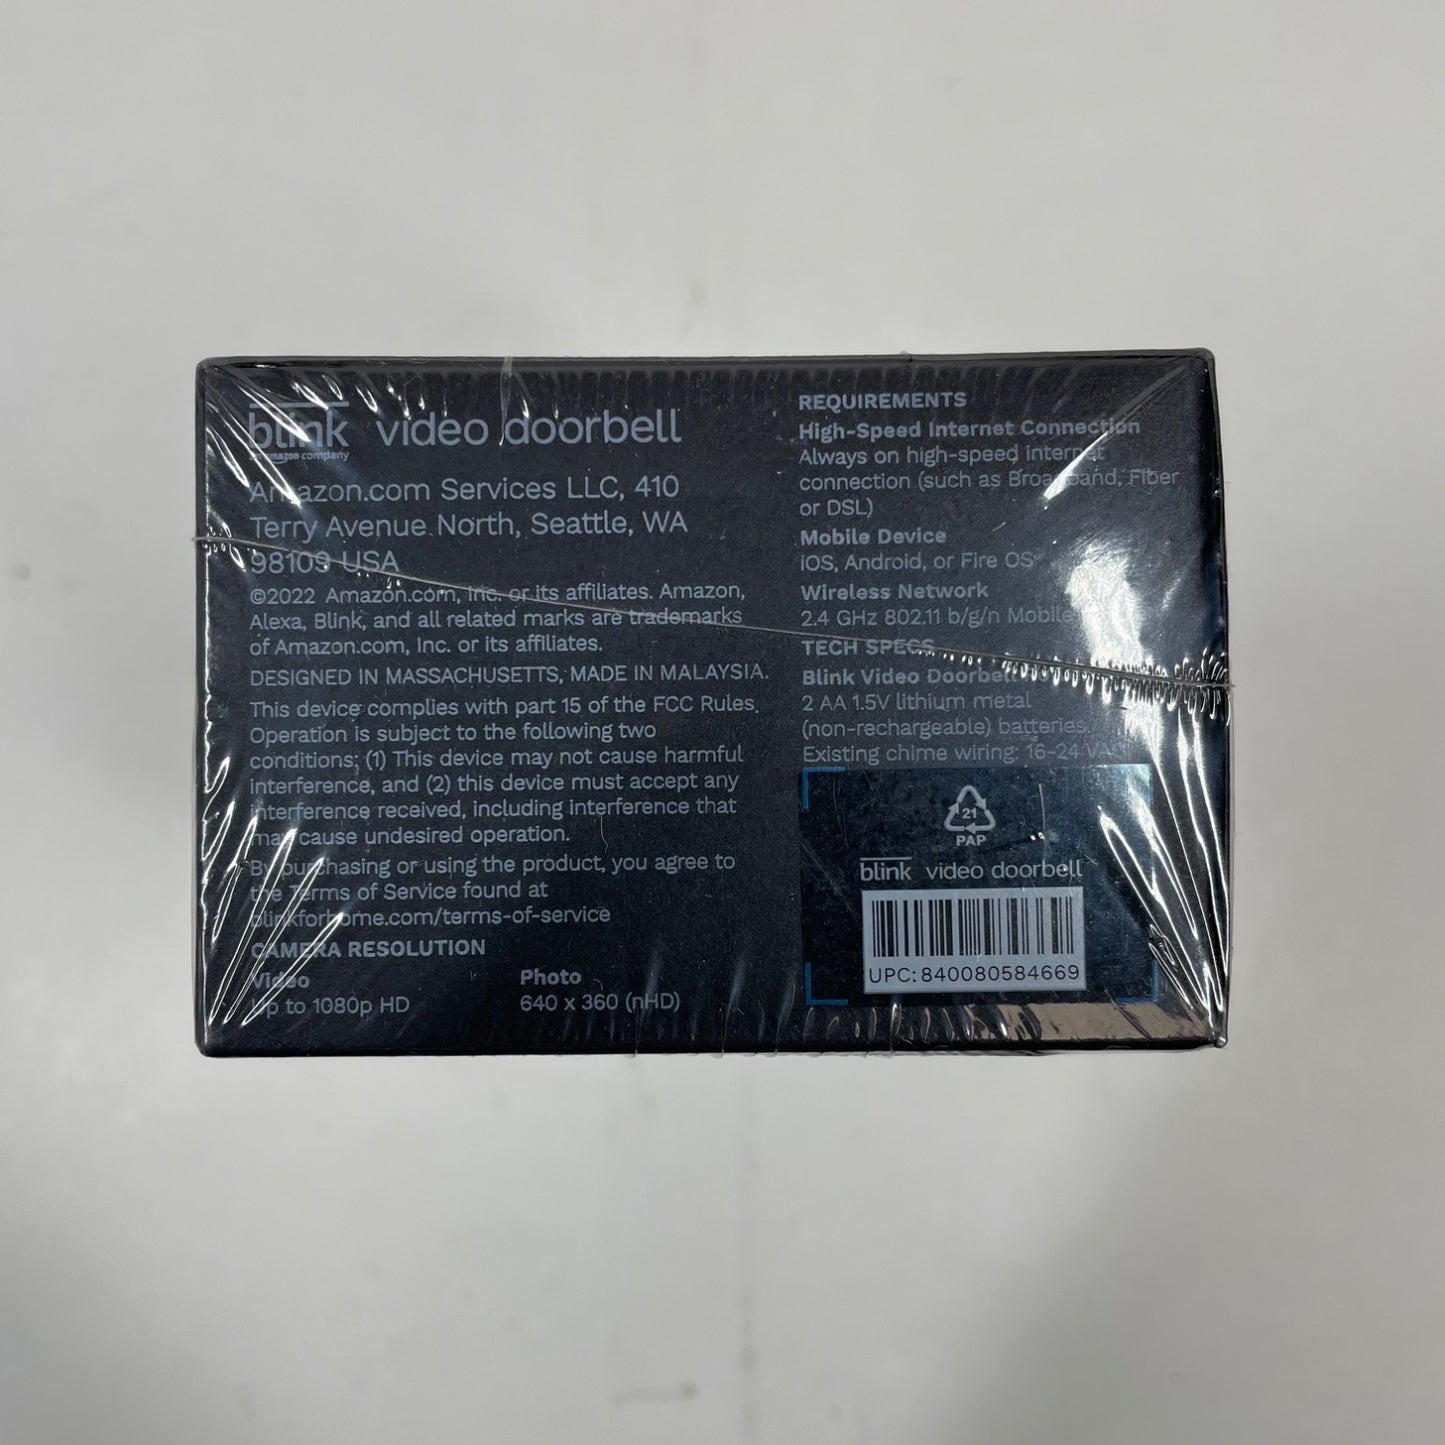 blink video doorbell
amazon company
Amazon.com Services LLC, 410
Terry Avenue North, Seattle, WA
98109 USA
©2022 Amazon.com, Inc. or its affiliates. Amazon,
Alexa, Blink, and all related marks are trademarks
of Amazon.com, Inc. or its affiliates.
DESIGNED IN MASSACHUSETTS, MADE IN MALAYSIA.
This device complies with part 15 of the FCC Rules.
Operation is subject to the following two
conditions; (1) This device may not cause harmful
interference, and (2) this device must accept any
interference received, including interference that
may cause undesired operation.
By purchasing or using the product, you agree to
the Terms of Service found at
blinkforhome.com/terms-of-service
CAMERA RESOLUTION
Video
Up to 1080p HD
Photo
640 x 360 (nHD)
REQUIREMENTS
High-Speed Internet Connection
Always on high-speed internet
connection (such as Broadband, Fiber
or DSL)
Mobile Device
iOS, Android, or Fire OS
Wireless Network
2.4 GHz 802.11 b/g/n Mobile
TECH SPECS
Blink Video Doorbell
2 AA 1.5V lithium metal
(non-rechargeable) batteries.
Existing chime wiring: 16-24 VAC
21
PAP
blink video doorbell
UPC: 840080584669